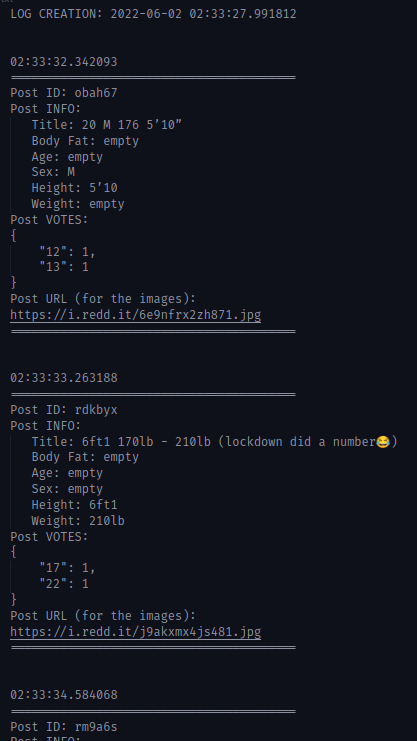 LOG CREATION: 2022-06-02 02:33:27.991812
02:33:32.342093
Post ID: obah67
Post INFO:
Title: 20 M 176 5’10”
Body Fat: empty
Age: empty
Sex: M
Height: 5’10
Weight: empty
Post VOTES:
{
"12": 1,
"13": 1
}
Post URL (for the images):
https://i.redd.it/6e9nfrx2zh871.jpg
02:33:33.263188
Post ID: rdkbyx
Post INFO:
Title: 6ft1 170lb - 210lb (lockdown did a number😂)
Body Fat: empty
Age: empty
Sex: empty
Height: 6ft1
Weight: 210lb
Post VOTES:
{
"17": 1,
"22": 1
}
Post URL (for the images):
https://i.redd.it/j9akxmx4js481.jpg
02:33:34.584068
Post ID: rm9a6s
Post INFO: